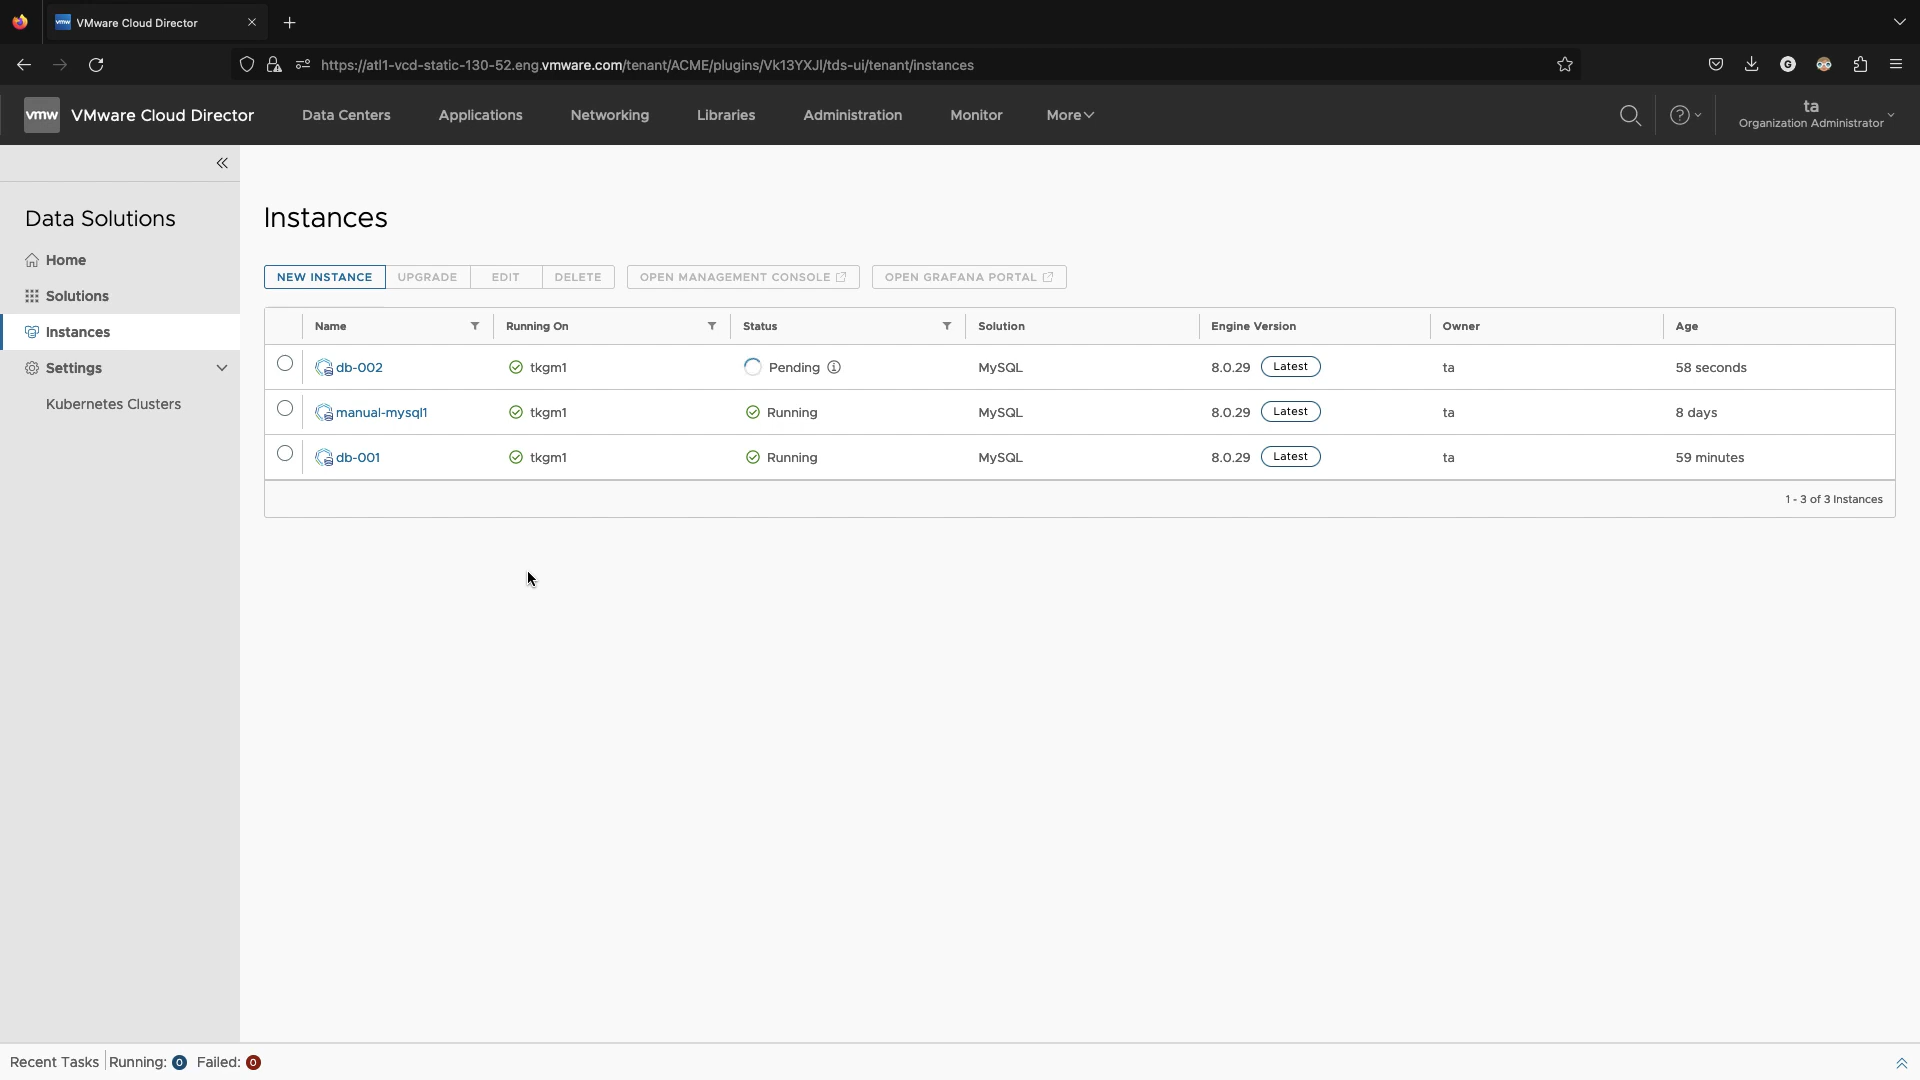 VMware Cloud Director
https://atl1-vcd-static-130-52.eng.vmware.com/tenant/ACME/plugins/Vk13YXJl/tds-ui/tenant/instances
vmw VMware Cloud Director Data Centers Applications Networking Libraries Administration Monitor More ta
Organization Administrator
Data Solutions
Home
Solutions
Instances
Settings
Kubernetes Clusters
Instances
NEW INSTANCE UPGRADE EDIT DELETE OPEN MANAGEMENT CONSOLE OPEN GRAFANA PORTAL
Name Running On Status Solution Engine Version Owner Age
db-002 tkgm1 Pending MySQL 8.0.29 Latest ta 58 seconds
manual-mysql1 tkgm1 Running MySQL 8.0.29 Latest ta 8 days
db-001 tkgm1 Running MySQL 8.0.29 Latest ta 59 minutes
1 - 3 of 3 Instances
Recent Tasks Running: 0 Failed: 0